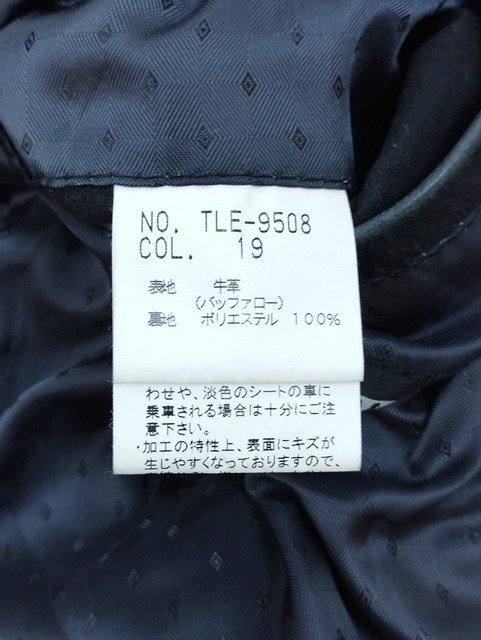 NO. TLE-9508
COL. 19
表地 牛革
(バッファロー)
裏地 ポリエステル 100%
わせや、淡色のシートの車に
乗車される場合は十分にご注
意下さい。
・加工の特性上、表面にキズが
生じやすくなっておりますので、